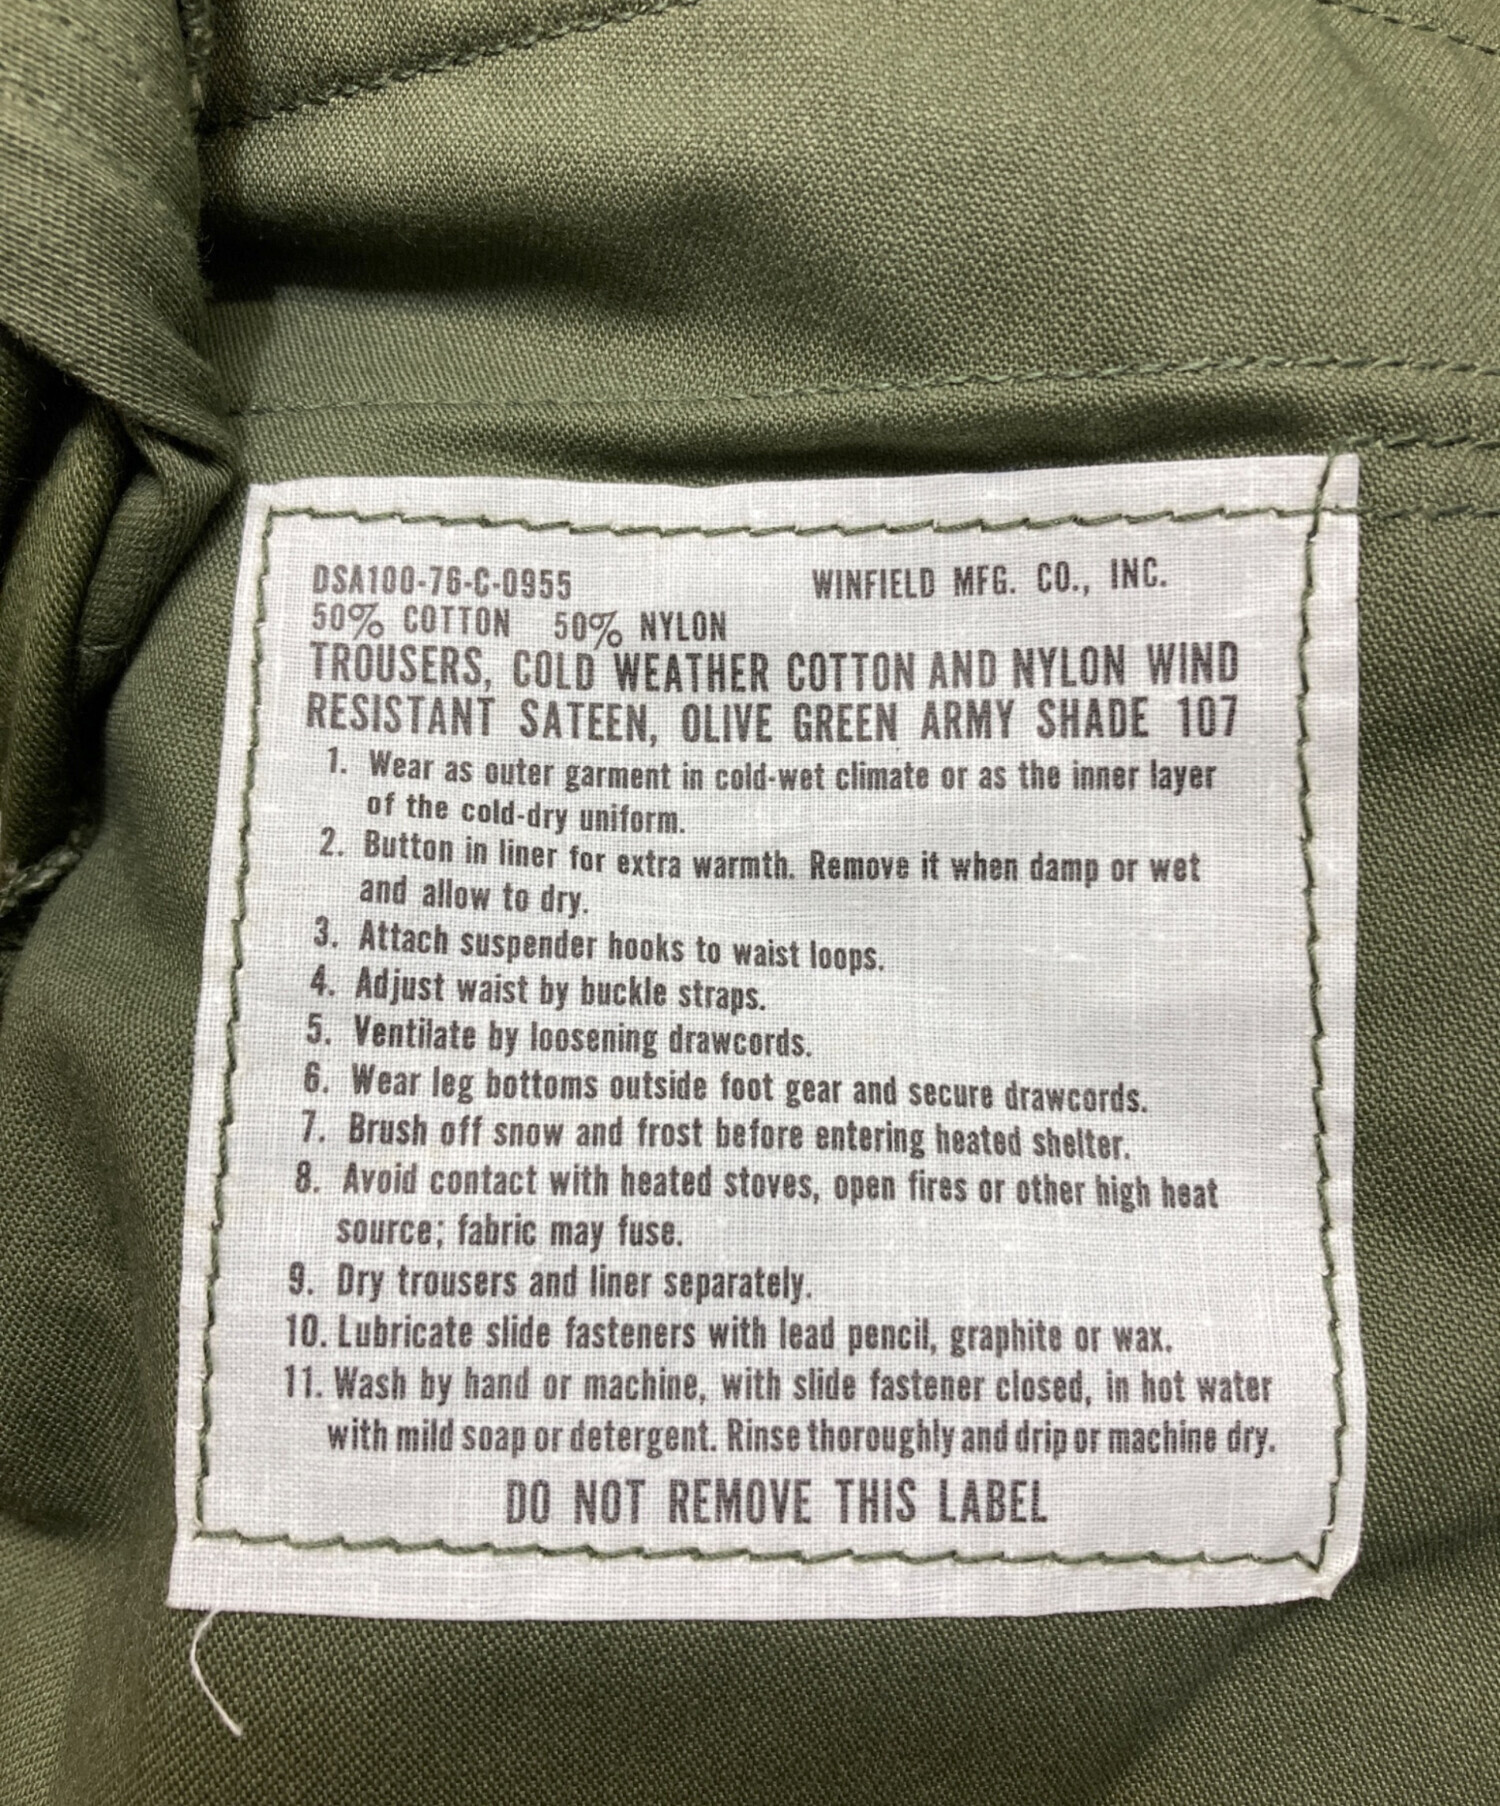 DSA100-76-C-0955 WINFIELD MFG. CO., INC.
50% COTTON 50% NYLON
TROUSERS, COLD WEATHER COTTON AND NYLON WIND
RESISTANT SATEEN, OLIVE GREEN ARMY SHADE 107
1. Wear as outer garment in cold-wet climate or as the inner layer
of the cold-dry uniform.
2. Button in liner for extra warmth. Remove it when damp or wet
and allow to dry.
3. Attach suspender hooks to waist loops.
4. Adjust waist by buckle straps.
5. Ventilate by loosening drawcords.
6. Wear leg bottoms outside foot gear and secure drawcords.
7. Brush off snow and frost before entering heated shelter.
8. Avoid contact with heated stoves, open fires or other high heat
source; fabric may fuse.
9. Dry trousers and liner separately.
10. Lubricate slide fasteners with lead pencil, graphite or wax.
11. Wash by hand or machine, with slide fastener closed, in hot water
with mild soap or detergent. Rinse thoroughly and drip or machine dry.
DO NOT REMOVE THIS LABEL